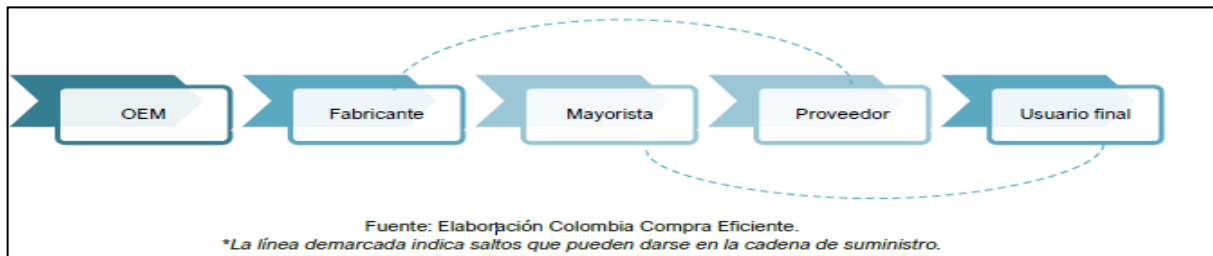 OEM
Fabricante
Mayorista
Proveedor
Usuario final
Fuente: Elaboración Colombia Compra Eficiente.
*La línea demarcada indica saltos que pueden darse en la cadena de suministro.